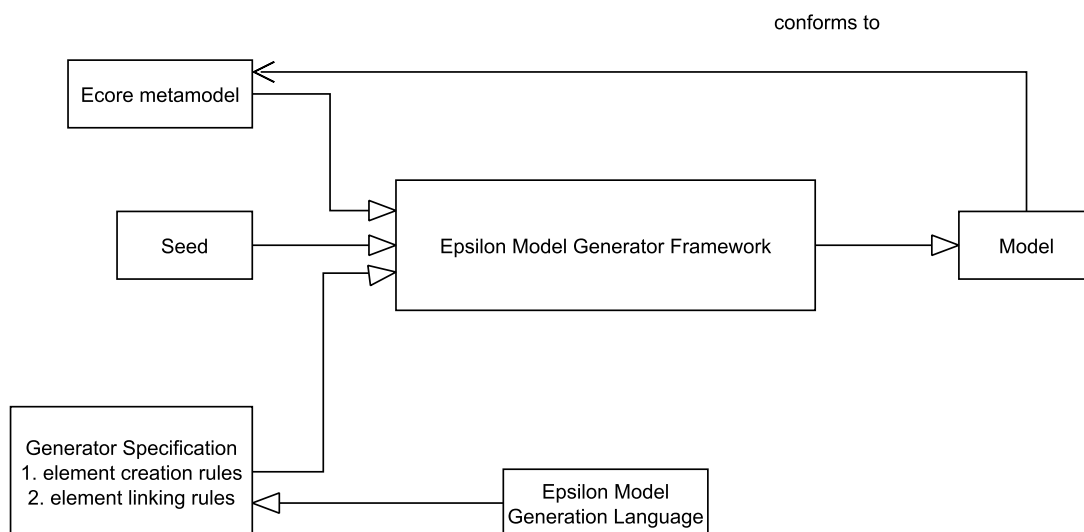 conforms to
Ecore metamodel
Seed
Epsilon Model Generator Framework
Model
Generator Specification
1. element creation rules
2. element linking rules
Epsilon Model
Generation Language